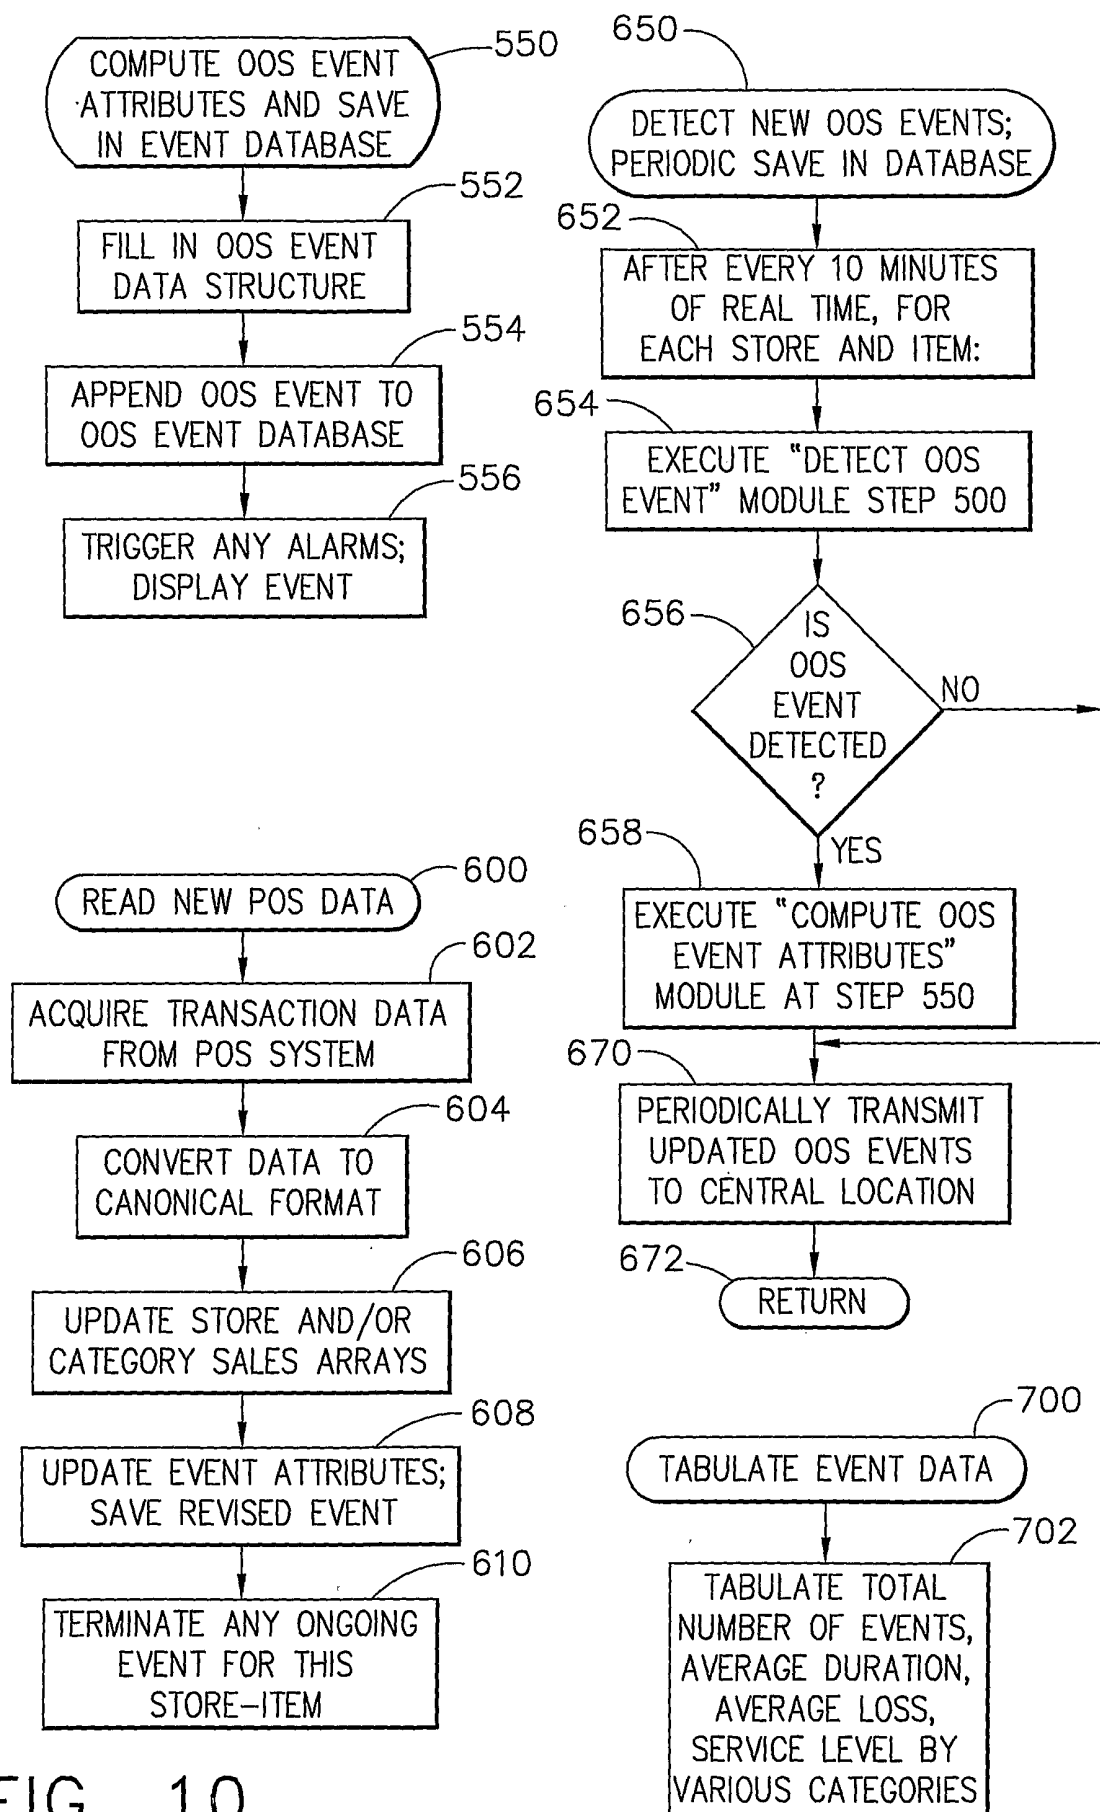 550
COMPUTE OOS EVENT
ATTRIBUTES AND SAVE
IN EVENT DATABASE
552
FILL IN OOS EVENT
DATA STRUCTURE
554
APPEND OOS EVENT TO
OOS EVENT DATABASE
556
TRIGGER ANY ALARMS;
DISPLAY EVENT
600
READ NEW POS DATA
602
ACQUIRE TRANSACTION DATA
FROM POS SYSTEM
604
CONVERT DATA TO
CANONICAL FORMAT
606
UPDATE STORE AND/OR
CATEGORY SALES ARRAYS
608
UPDATE EVENT ATTRIBUTES;
SAVE REVISED EVENT
610
TERMINATE ANY ONGOING
EVENT FOR THIS
STORE-ITEM
650
DETECT NEW OOS EVENTS;
PERIODIC SAVE IN DATABASE
652
AFTER EVERY 10 MINUTES
OF REAL TIME, FOR
EACH STORE AND ITEM:
654
EXECUTE "DETECT OOS
EVENT" MODULE STEP 500
656
IS
OOS
EVENT
DETECTED
?
NO
YES
658
EXECUTE "COMPUTE OOS
EVENT ATTRIBUTES"
MODULE AT STEP 550
670
PERIODICALLY TRANSMIT
UPDATED OOS EVENTS
TO CENTRAL LOCATION
672
RETURN
700
TABULATE EVENT DATA
702
TABULATE TOTAL
NUMBER OF EVENTS,
AVERAGE DURATION,
AVERAGE LOSS,
SERVICE LEVEL BY
VARIOUS CATEGORIES
FIG. 10